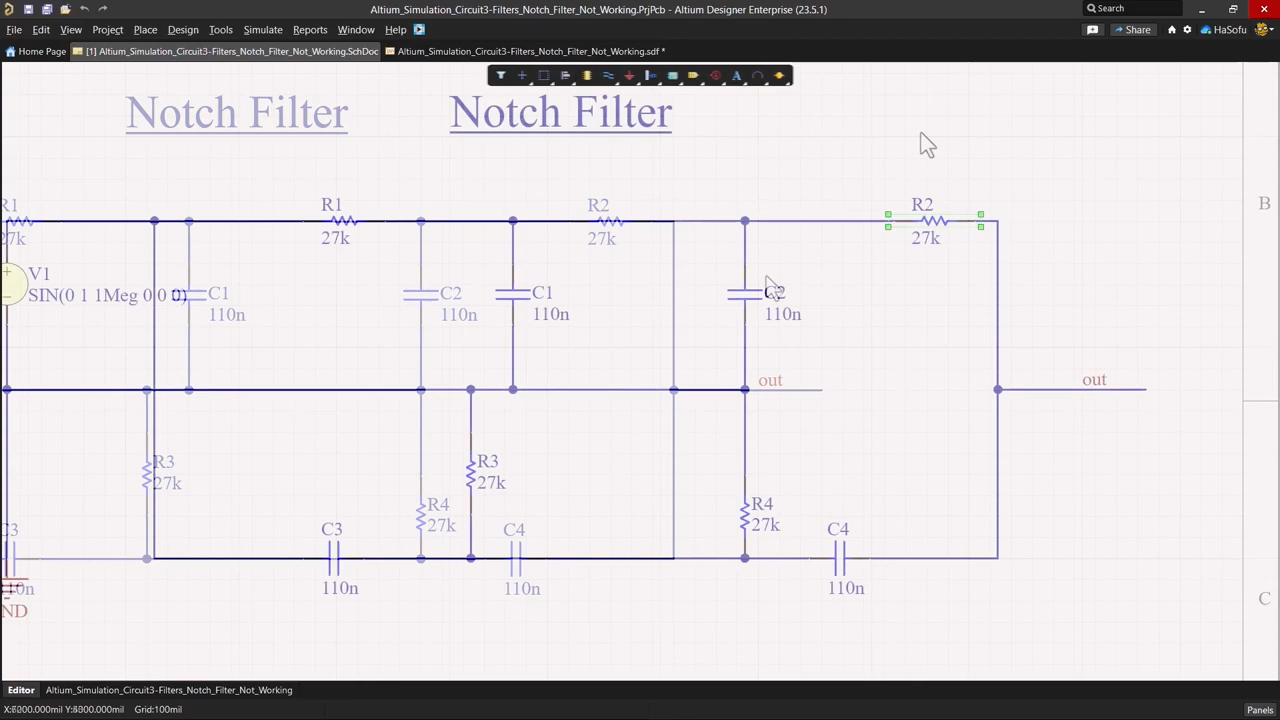 Altium_Simulation_Circuit3-Filters_Notch_Filter_Not_Working.PrjPcb - Altium Designer Enterprise (23.5.1)
Search
File Edit View Project Place Design Tools Simulate Reports Window Help
Share
HaSofu
Home Page
[1] Altium_Simulation_Circuit3-Filters_Notch_Filter_Not_Working.SchDoc
Altium_Simulation_Circuit3-Filters_Notch_Filter_Not_Working.sdf *
Notch Filter Notch Filter
R1 R1 R2 R2
27k 27k 27k 27k
B
V1
SIN(0 1 1Meg 0 0 0)
C1 C2 C1
110n 110n 110n 110n
out out
R3 R3
27k 27k
R4 R4
27k 27k
C3 C3 C4 C4
110n 110n 110n
C
Editor Altium_Simulation_Circuit3-Filters_Notch_Filter_Not_Working
Grid:100mil
Panels